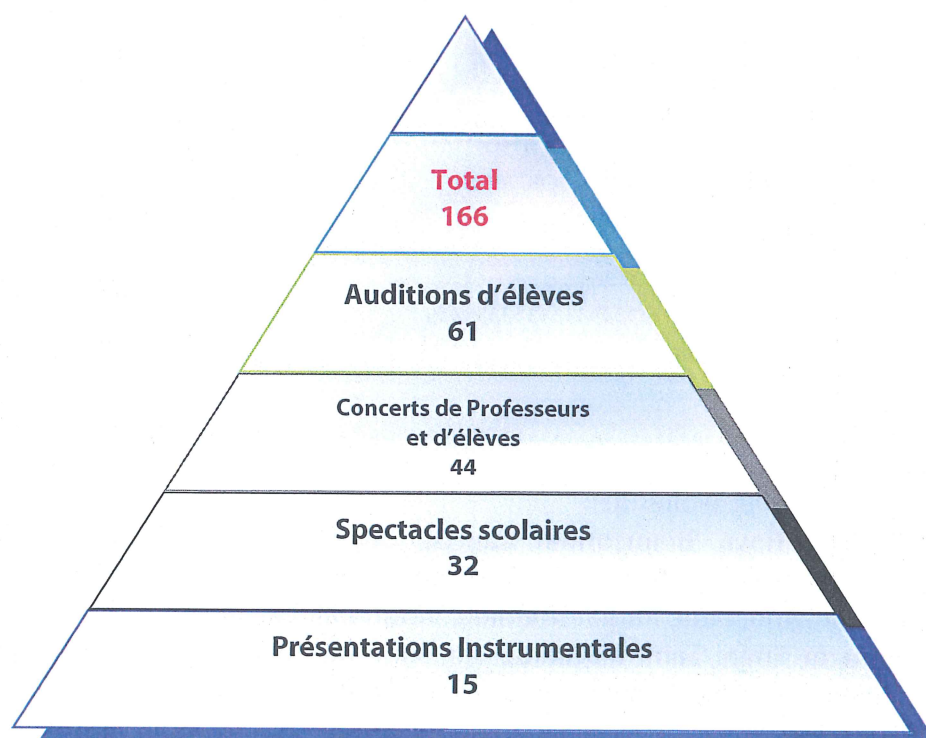 Total
166
Auditions d'élèves
61
Concerts de Professeurs
et d'élèves
44
Spectacles scolaires
32
Présentations Instrumentales
15